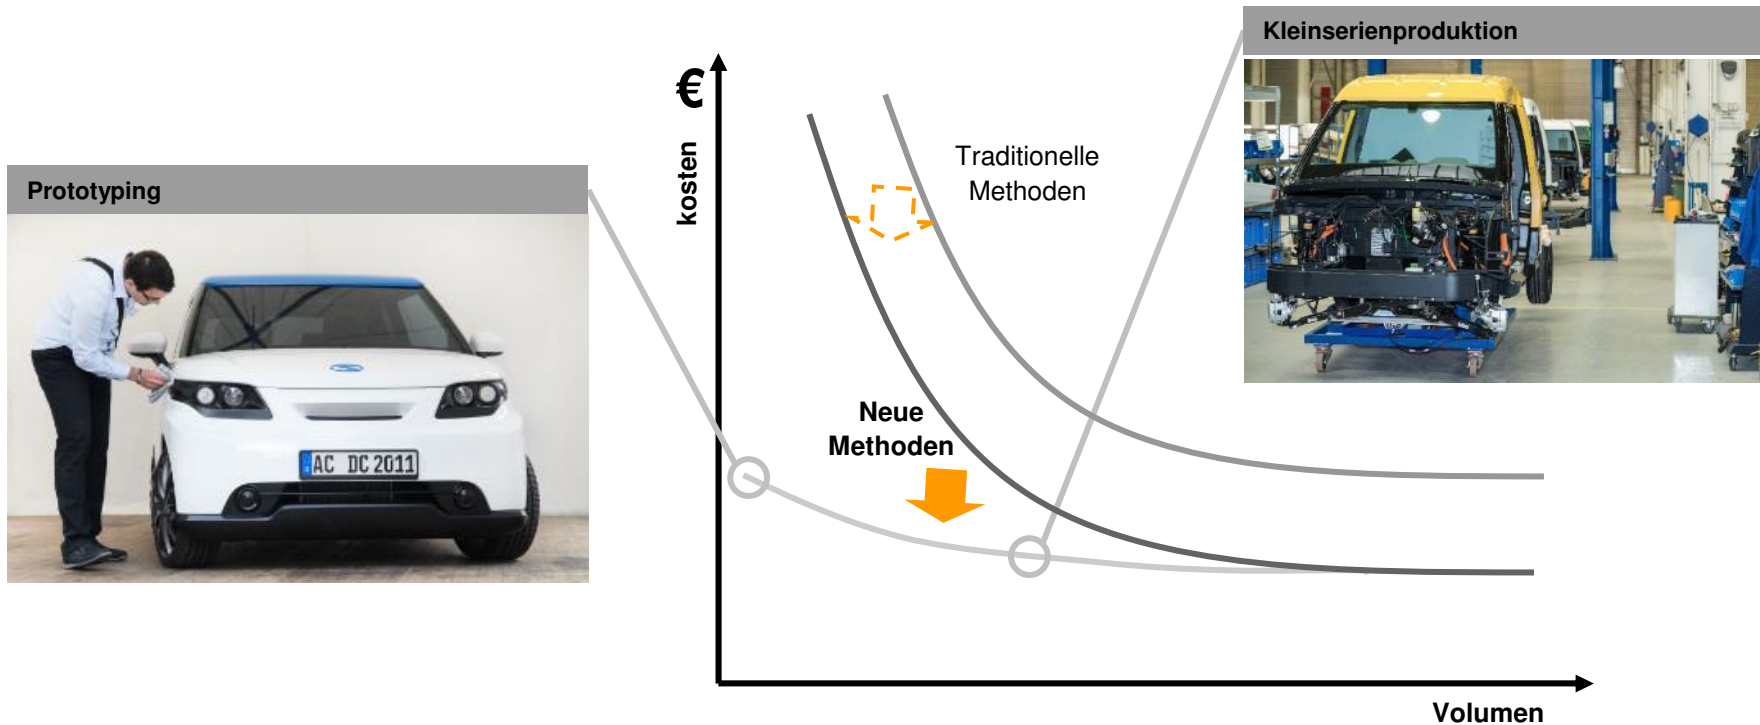 Kleinserienproduktion
€
kosten
Traditionelle
Methoden
Prototyping
Neue
Methoden
AC DC 2011
Volumen